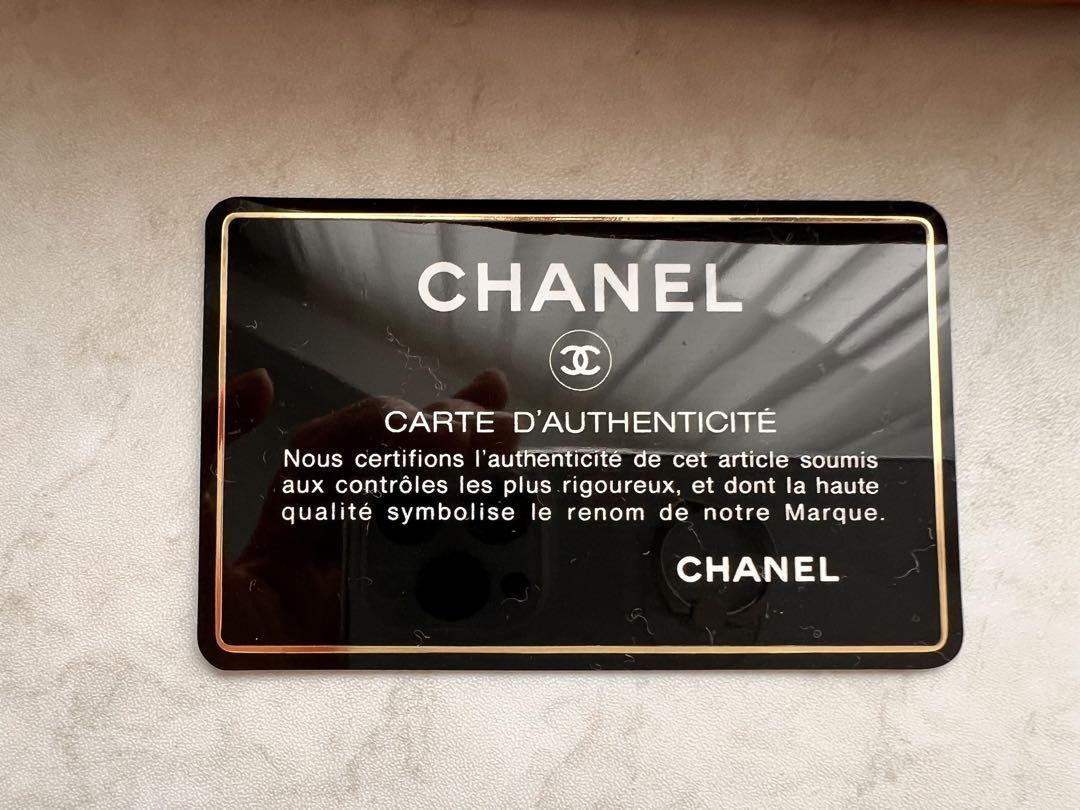 CHANEL
CARTE D'AUTHENTICITÉ
Nous certifions l'authenticité de cet article soumis
aux contrôles les plus rigoureux, et dont la haute
qualité symbolise le renom de notre Marque.
CHANEL